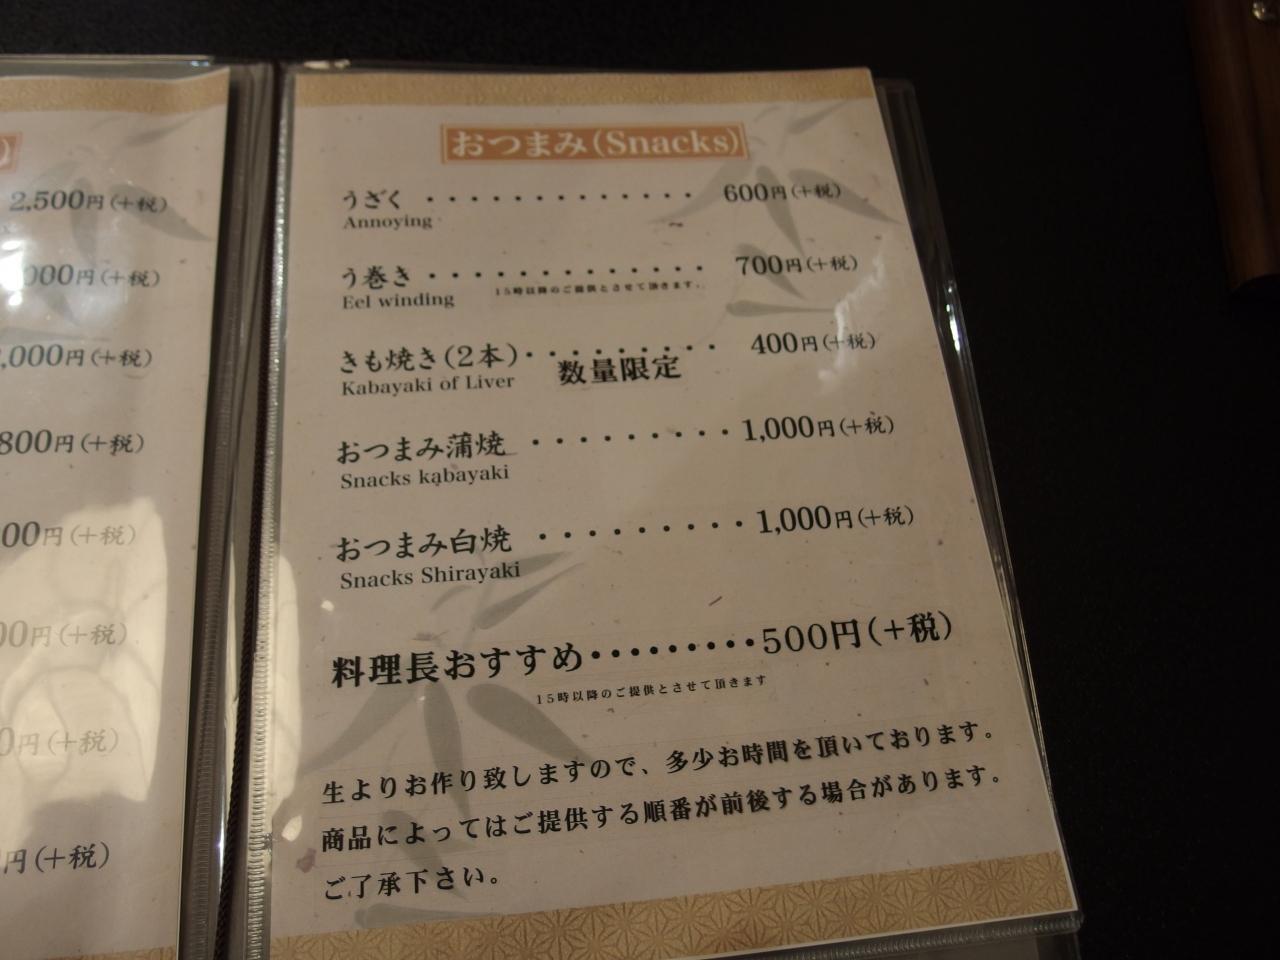 2,500円(+税)
000円(+税)
,000円(+税)
800円(+税)
00円(+税)
00円(+税)
0円(+税)
円(+税)
おつまみ(Snacks)
うざく ・・・・・・・・・・・・・ 600円(+税)
Annoying
う巻き ・・・・・・・・・・・・・ 700円(+税)
Eel winding 15時以降のご提供とさせて頂きます。
きも焼き(2本)・・・・・・・・・ 400円(+税)
Kabayaki of Liver 数量限定
おつまみ蒲焼 ・・・・・・・・・ 1,000円(+税)
Snacks kabayaki
おつまみ白焼 ・・・・・・・・・ 1,000円(+税)
Snacks Shirayaki
料理長おすすめ・・・・・・・・・500円(+税)
15時以降のご提供とさせて頂きます
生よりお作り致しますので、多少お時間を頂いております。
商品によってはご提供する順番が前後する場合があります。
ご了承下さい。